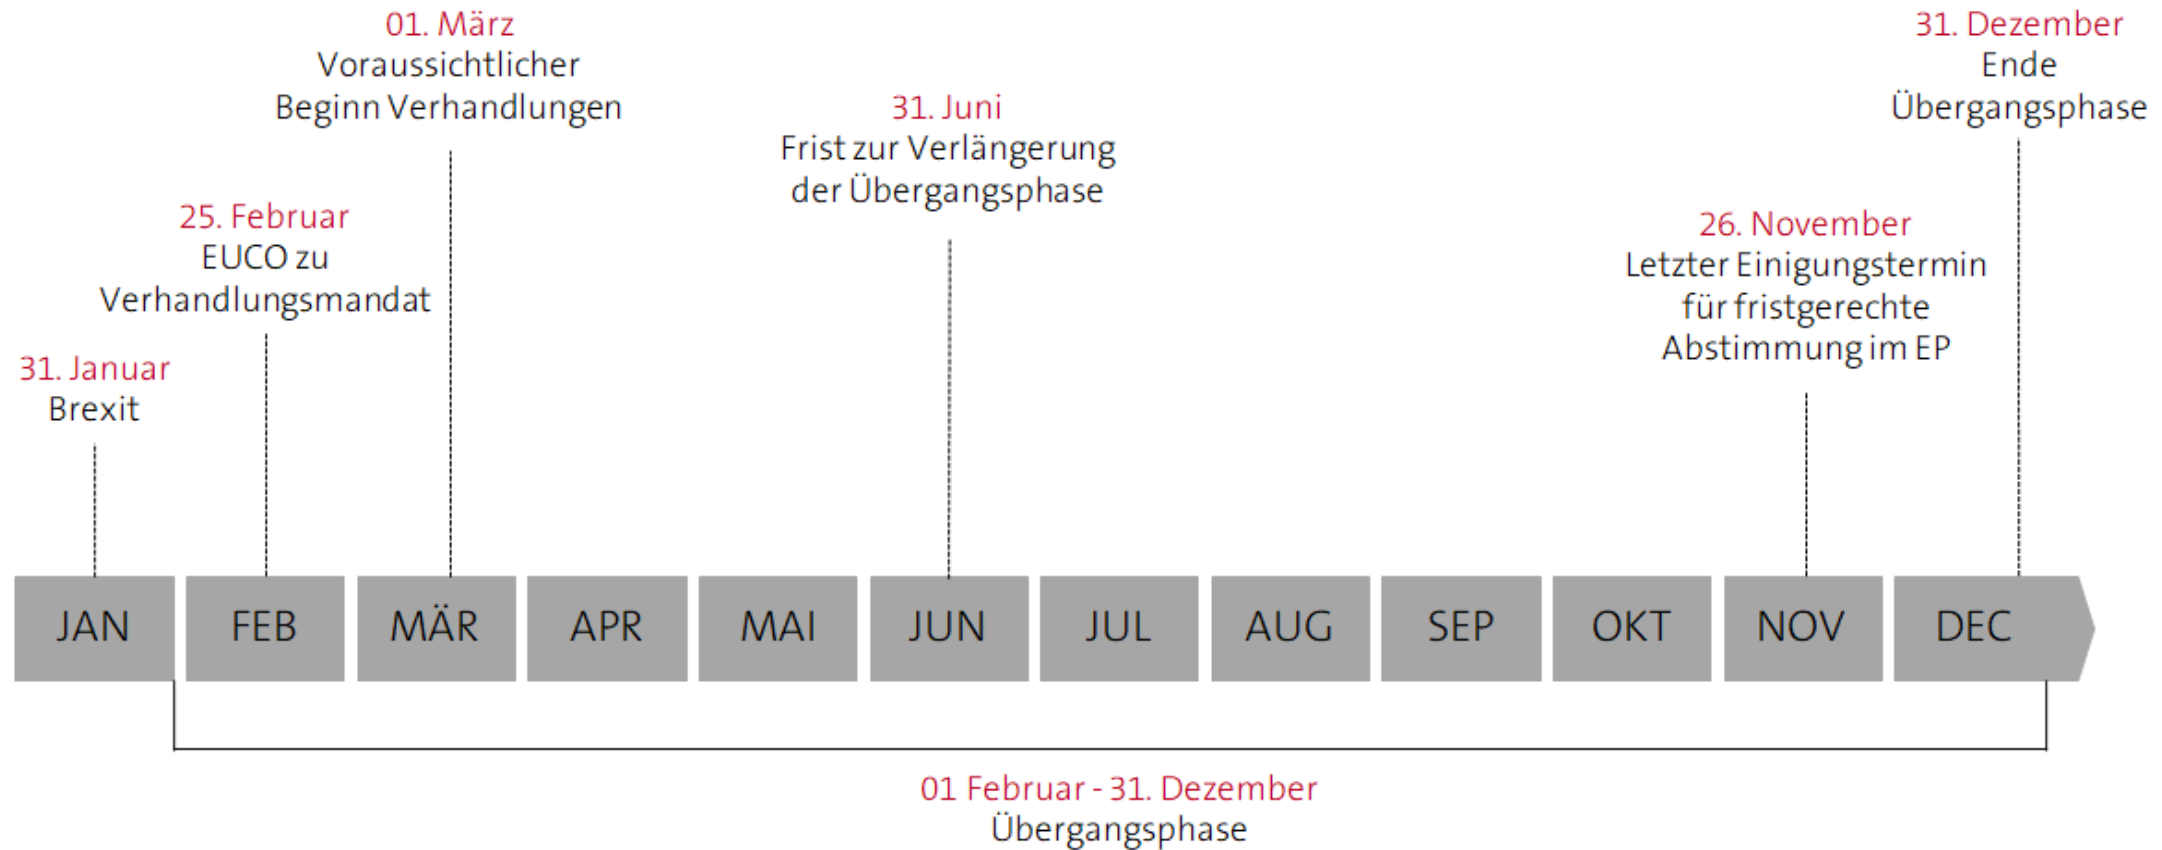 01. März
Voraussichtlicher
Beginn Verhandlungen
31. Dezember
Ende
Übergangsphase
31. Juni
Frist zur Verlängerung
der Übergangsphase
25. Februar
EUCO zu
Verhandlungsmandat
26. November
Letzter Einigungstermin
für fristgerechte
Abstimmung im EP
31. Januar
Brexit
JAN FEB MÄR APR MAI JUN JUL AUG SEP OKT NOV DEC
01 Februar - 31. Dezember
Übergangsphase